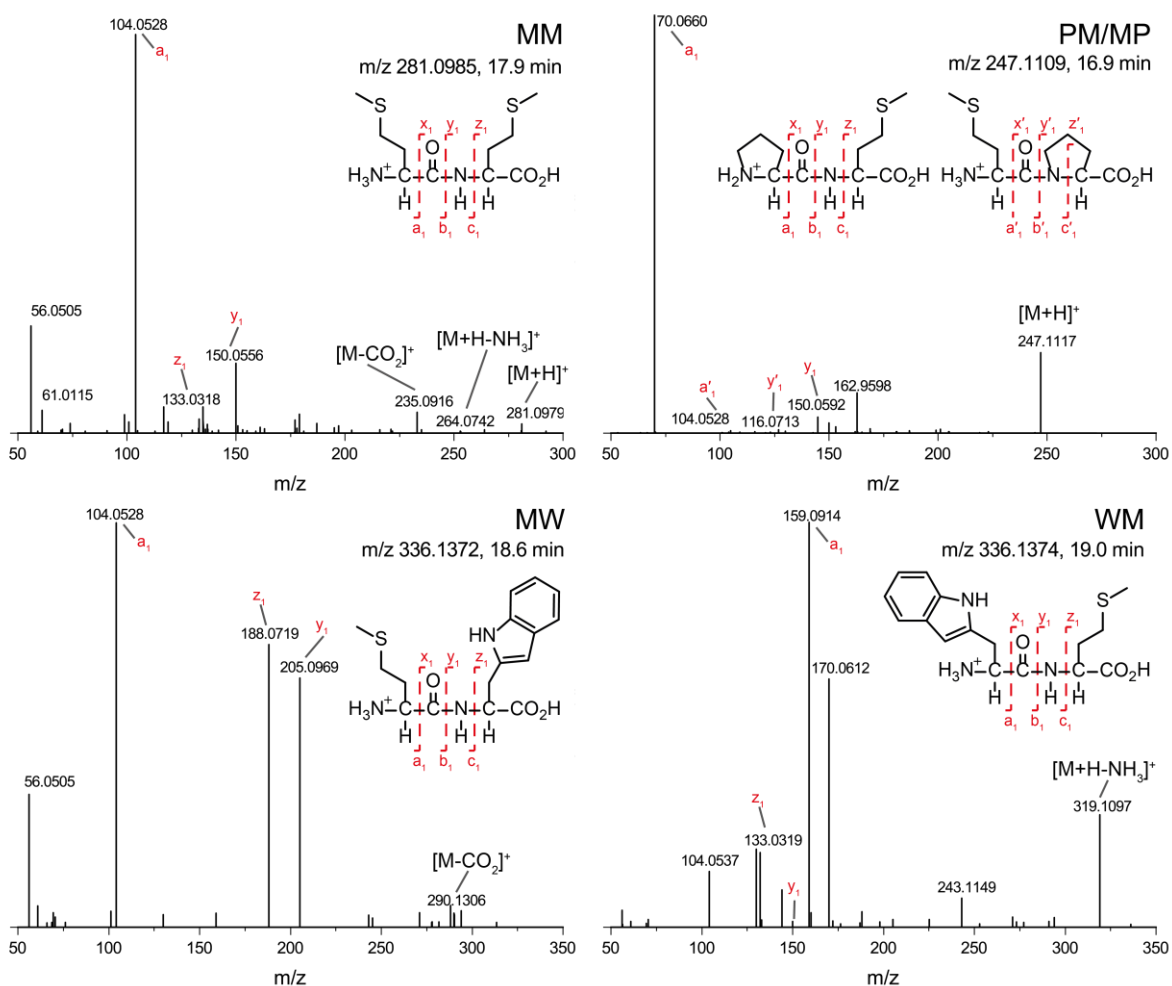 MM
m/z 281.0985, 17.9 min
104.0528
a₁
S
S
x₁ y₁ z₁
O
H₃N⁺ C C N C CO₂H
H H
a₁ b₁ c₁
56.0505
61.0115
z₁
133.0318
y₁
150.0556
[M-CO₂]⁺
235.0916
[M+H-NH₃]⁺
264.0742
[M+H]⁺
281.0979
50 100 150 200 250 300
m/z
PM/MP
m/z 247.1109, 16.9 min
70.0660
a₁
S
S
x₁ y₁ z₁
x'₁ y'₁ z'₁
O
O
H₂N⁺ C C N C CO₂H
H₃N⁺ C C N C CO₂H
H H
H H
a₁ b₁ c₁
a'₁ b'₁ c'₁
a'₁
104.0528
y'₁
116.0713
y₁
150.0592
162.9598
[M+H]⁺
247.1117
50 100 150 200 250 300
m/z
MW
m/z 336.1372, 18.6 min
104.0528
a₁
z₁
188.0719
y₁
205.0969
S
HN
x₁ y₁ z₁
O
H₃N⁺ C C N C CO₂H
H H H
a₁ b₁ c₁
56.0505
[M-CO₂]⁺
290.1306
50 100 150 200 250 300 350
m/z
WM
m/z 336.1374, 19.0 min
159.0914
a₁
170.0612
NH
S
x₁ y₁ z₁
O
H₃N⁺ C C N C CO₂H
H H H
a₁ b₁ c₁
z₁
133.0319
104.0537
y₁
243.1149
[M+H-NH₃]⁺
319.1097
50 100 150 200 250 300 350
m/z